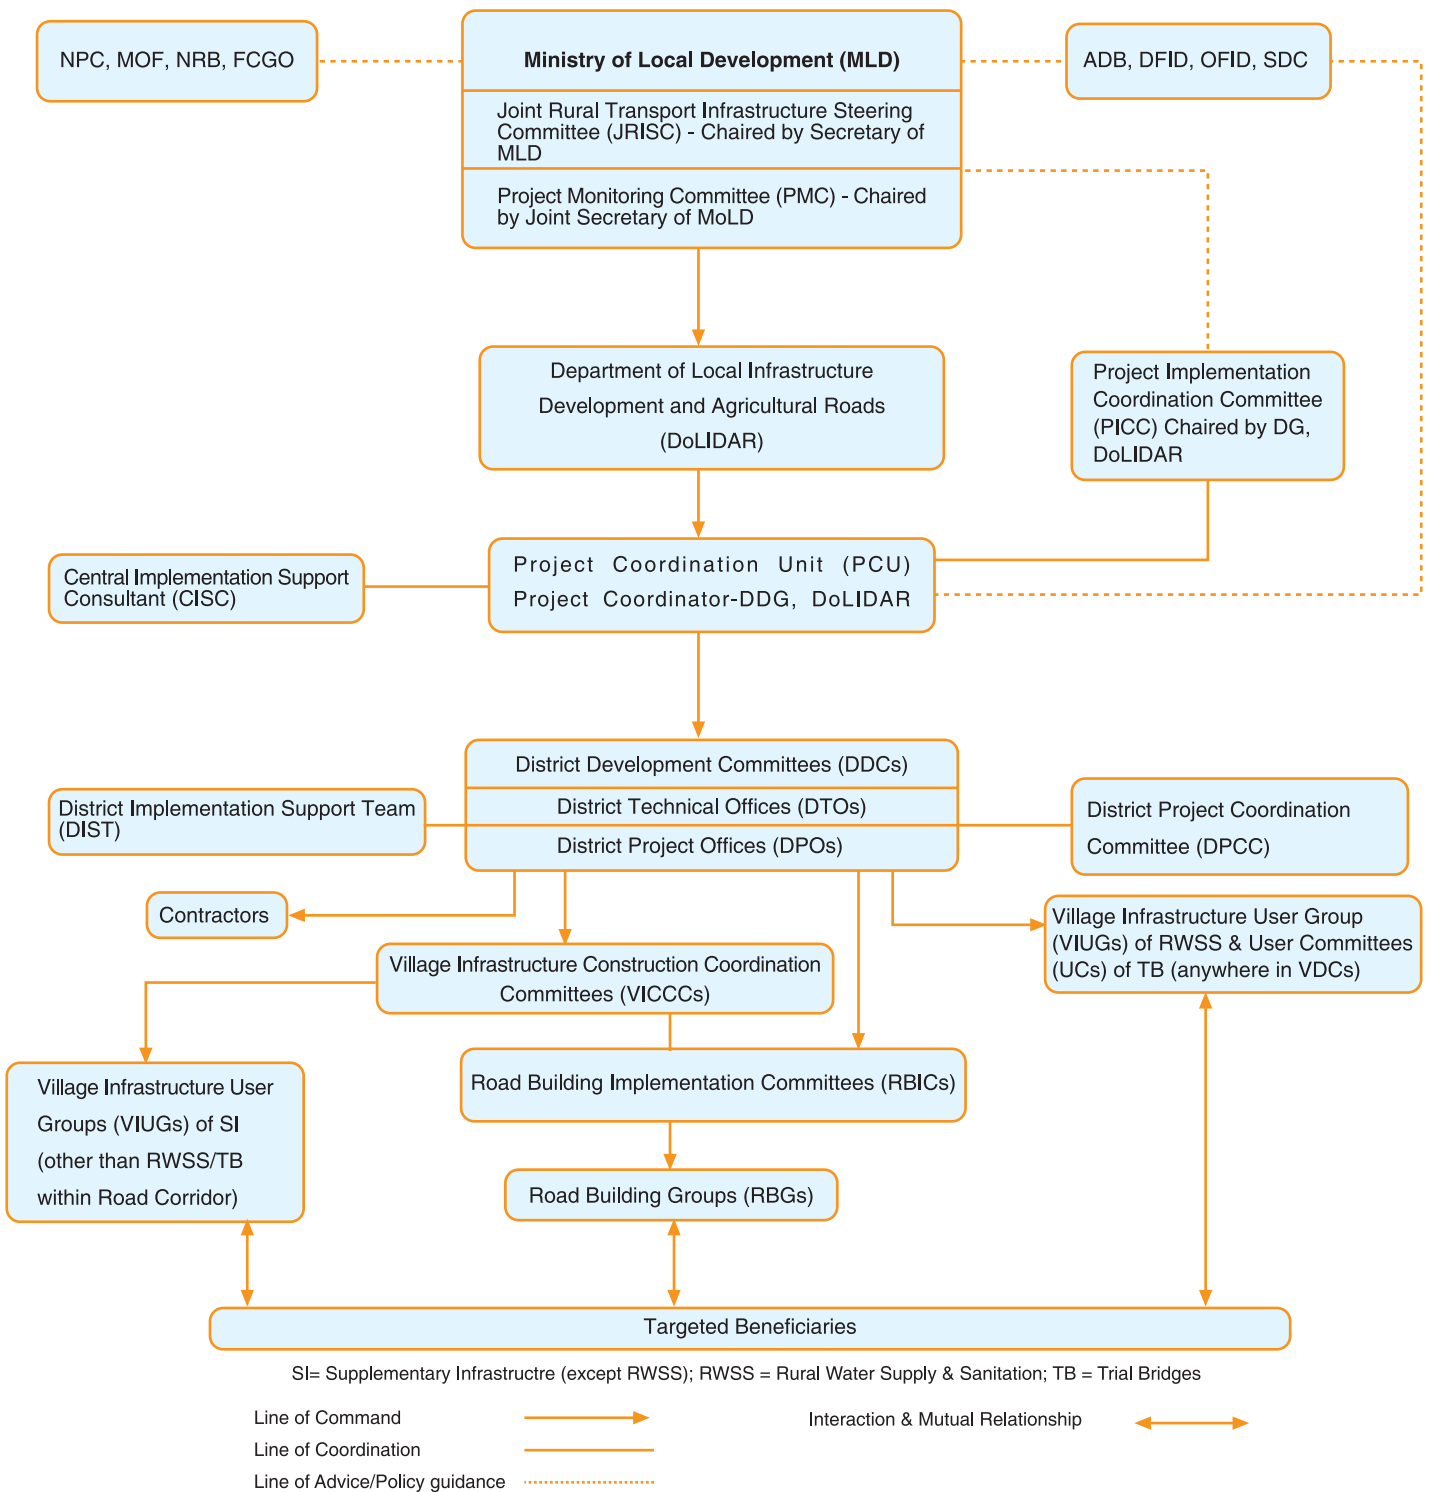 NPC, MOF, NRB, FCGO
Ministry of Local Development (MLD)
ADB, DFID, OFID, SDC
Joint Rural Transport Infrastructure Steering
Committee (JRISC) - Chaired by Secretary of
MLD
Project Monitoring Committee (PMC) - Chaired
by Joint Secretary of MoLD
Department of Local Infrastructure
Development and Agricultural Roads
(DoLIDAR)
Project Implementation
Coordination Committee
(PICC) Chaired by DG,
DoLIDAR
Central Implementation Support
Consultant (CISC)
Project Coordination Unit (PCU)
Project Coordinator-DDG, DoLIDAR
District Development Committees (DDCs)
District Technical Offices (DTOs)
District Project Offices (DPOs)
District Implementation Support Team
(DIST)
District Project Coordination
Committee (DPCC)
Contractors
Village Infrastructure User Group
(VIUGs) of RWSS & User Committees
(UCs) of TB (anywhere in VDCs)
Village Infrastructure Construction Coordination
Committees (VICCCs)
Road Building Implementation Committees (RBICs)
Village Infrastructure User
Groups (VIUGs) of SI
(other than RWSS/TB
within Road Corridor)
Road Building Groups (RBGs)
Targeted Beneficiaries
SI= Supplementary Infrastructre (except RWSS); RWSS = Rural Water Supply & Sanitation; TB = Trial Bridges
Line of Command
Interaction & Mutual Relationship
Line of Coordination
Line of Advice/Policy guidance